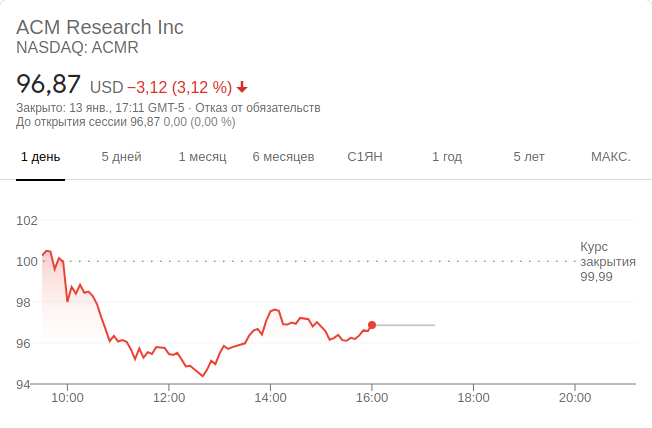 ACM Research Inc
NASDAQ: ACMR
96,87 USD −3,12 (3,12 %)
Закрыто: 13 янв., 17:11 GMT-5 · Отказ от обязательств
До открытия сессии 96,87 0,00 (0,00 %)
1 день 5 дней 1 месяц 6 месяцев С1ЯН 1 год 5 лет МАКС.
102
Курс
100 закрытия
99,99
98
96
94
10:00 12:00 14:00 16:00 18:00 20:00